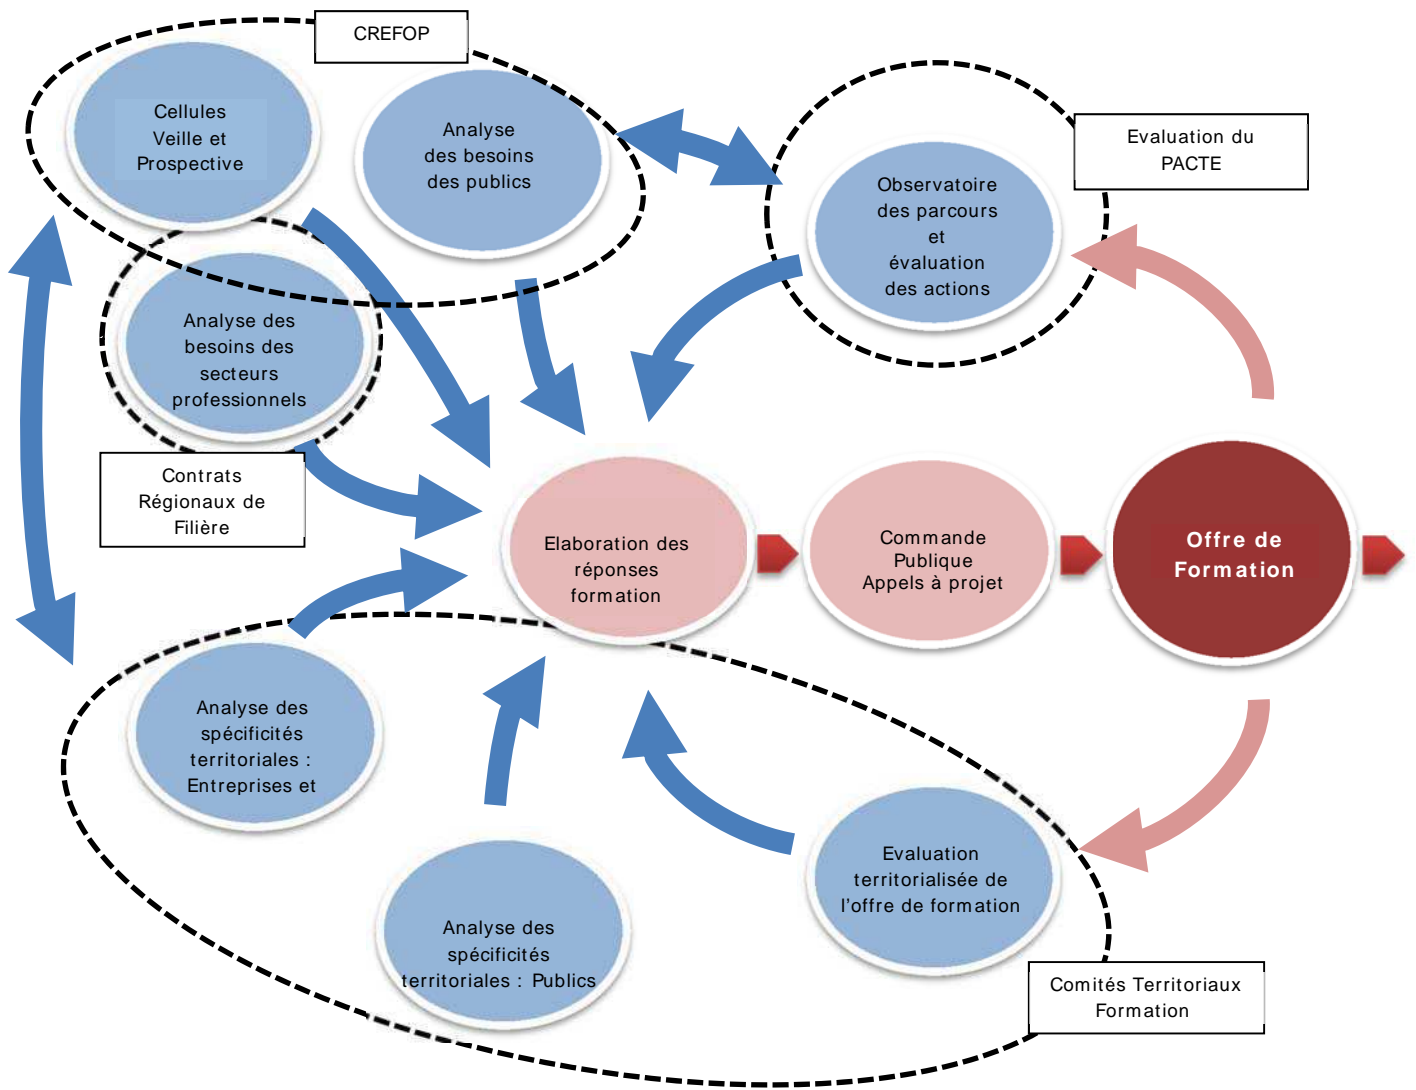 CREFOP
Cellules
Veille et
Prospective
Analyse
des besoins
des publics
Evaluation du
PACTE
Observatoire
des parcours
et
évaluation
des actions
Analyse des
besoins des
secteurs
professionnels
Contrats
Régionaux de
Filière
Elaboration des
réponses
formation
Commande
Publique
Appels à projet
Offre de
Formation
Analyse des
spécificités
territoriales :
Entreprises et
Evaluation
territorialisée de
l'offre de formation
Analyse des
spécificités
territoriales : Publics
Comités Territoriaux
Formation